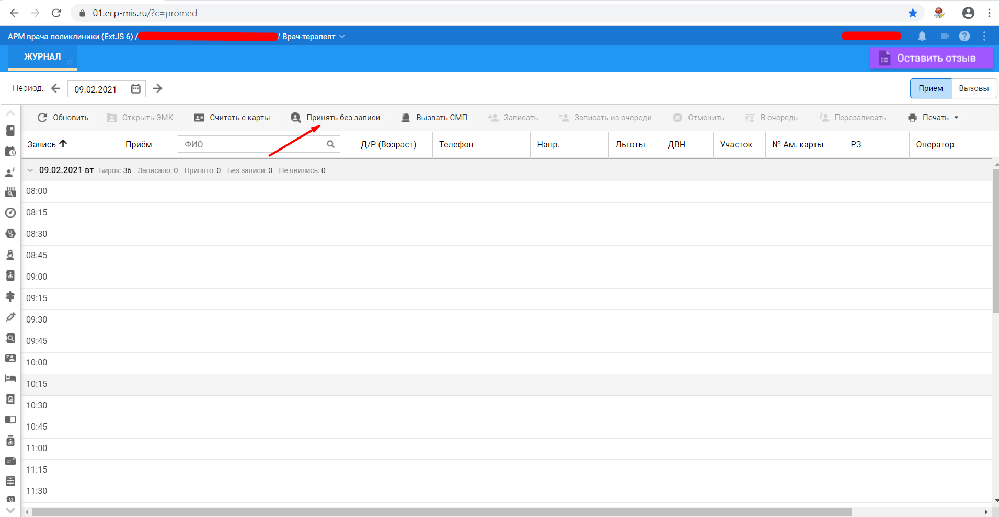 01.ecp-mis.ru/?c=promed
АРМ врача поликлиники (ExtJS 6) / / Врач-терапевт
ЖУРНАЛ
Оставить отзыв
Период: 09.02.2021 Прием Вызовы
Обновить Открыть ЭМК Считать с карты Принять без записи Вызвать СМП Записать Записать из очереди Отменить В очередь Перезаписать Печать
Запись Приём ФИО Д/Р (Возраст) Телефон Напр. Льготы ДВН Участок № Ам. карты РЗ Оператор
09.02.2021 вт Бирок: 36 Записано: 0 Принято: 0 Без записи: 0 Не явились: 0
08:00
08:15
08:30
08:45
09:00
09:15
09:30
09:45
10:00
10:15
10:30
10:45
11:00
11:15
11:30